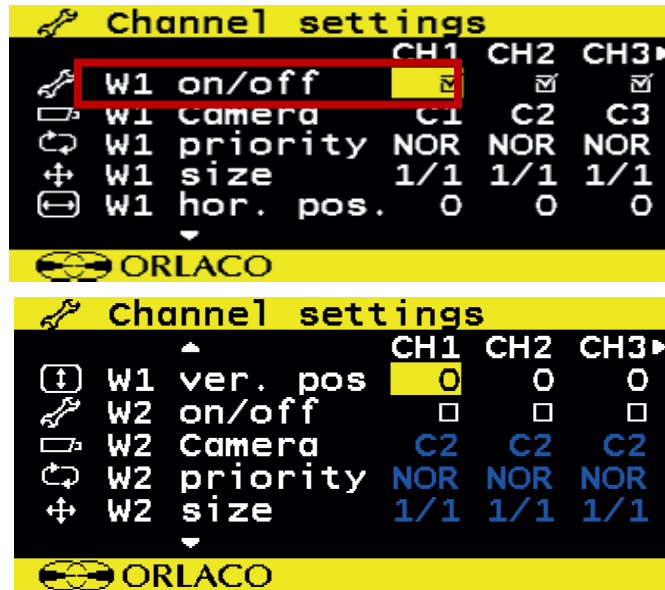 Channel settings
CH1 CH2 CH3
W1 on/off
W1 Camera C1 C2 C3
W1 priority NOR NOR NOR
W1 size 1/1 1/1 1/1
W1 hor. pos. 0 0 0
ORLACO
Channel settings
CH1 CH2 CH3
W1 ver. pos 0 0 0
W2 on/off
W2 Camera C2 C2 C2
W2 priority NOR NOR NOR
W2 size 1/1 1/1 1/1
ORLACO